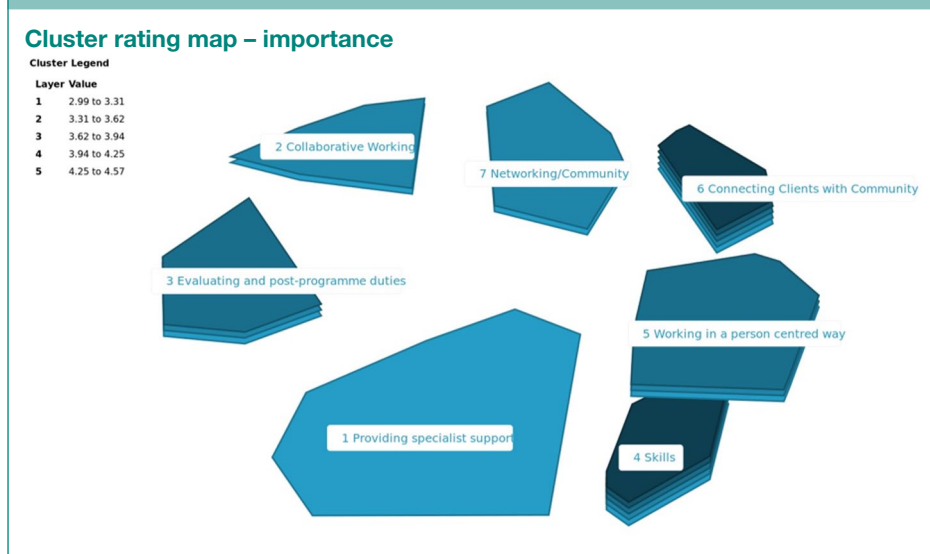 Cluster rating map – importance
Cluster Legend
Layer Value
1 2.99 to 3.31
2 3.31 to 3.62
3 3.62 to 3.94
4 3.94 to 4.25
5 4.25 to 4.57
2 Collaborative Working
7 Networking/Community
6 Connecting Clients with Community
3 Evaluating and post-programme duties
5 Working in a person centred way
1 Providing specialist support
4 Skills